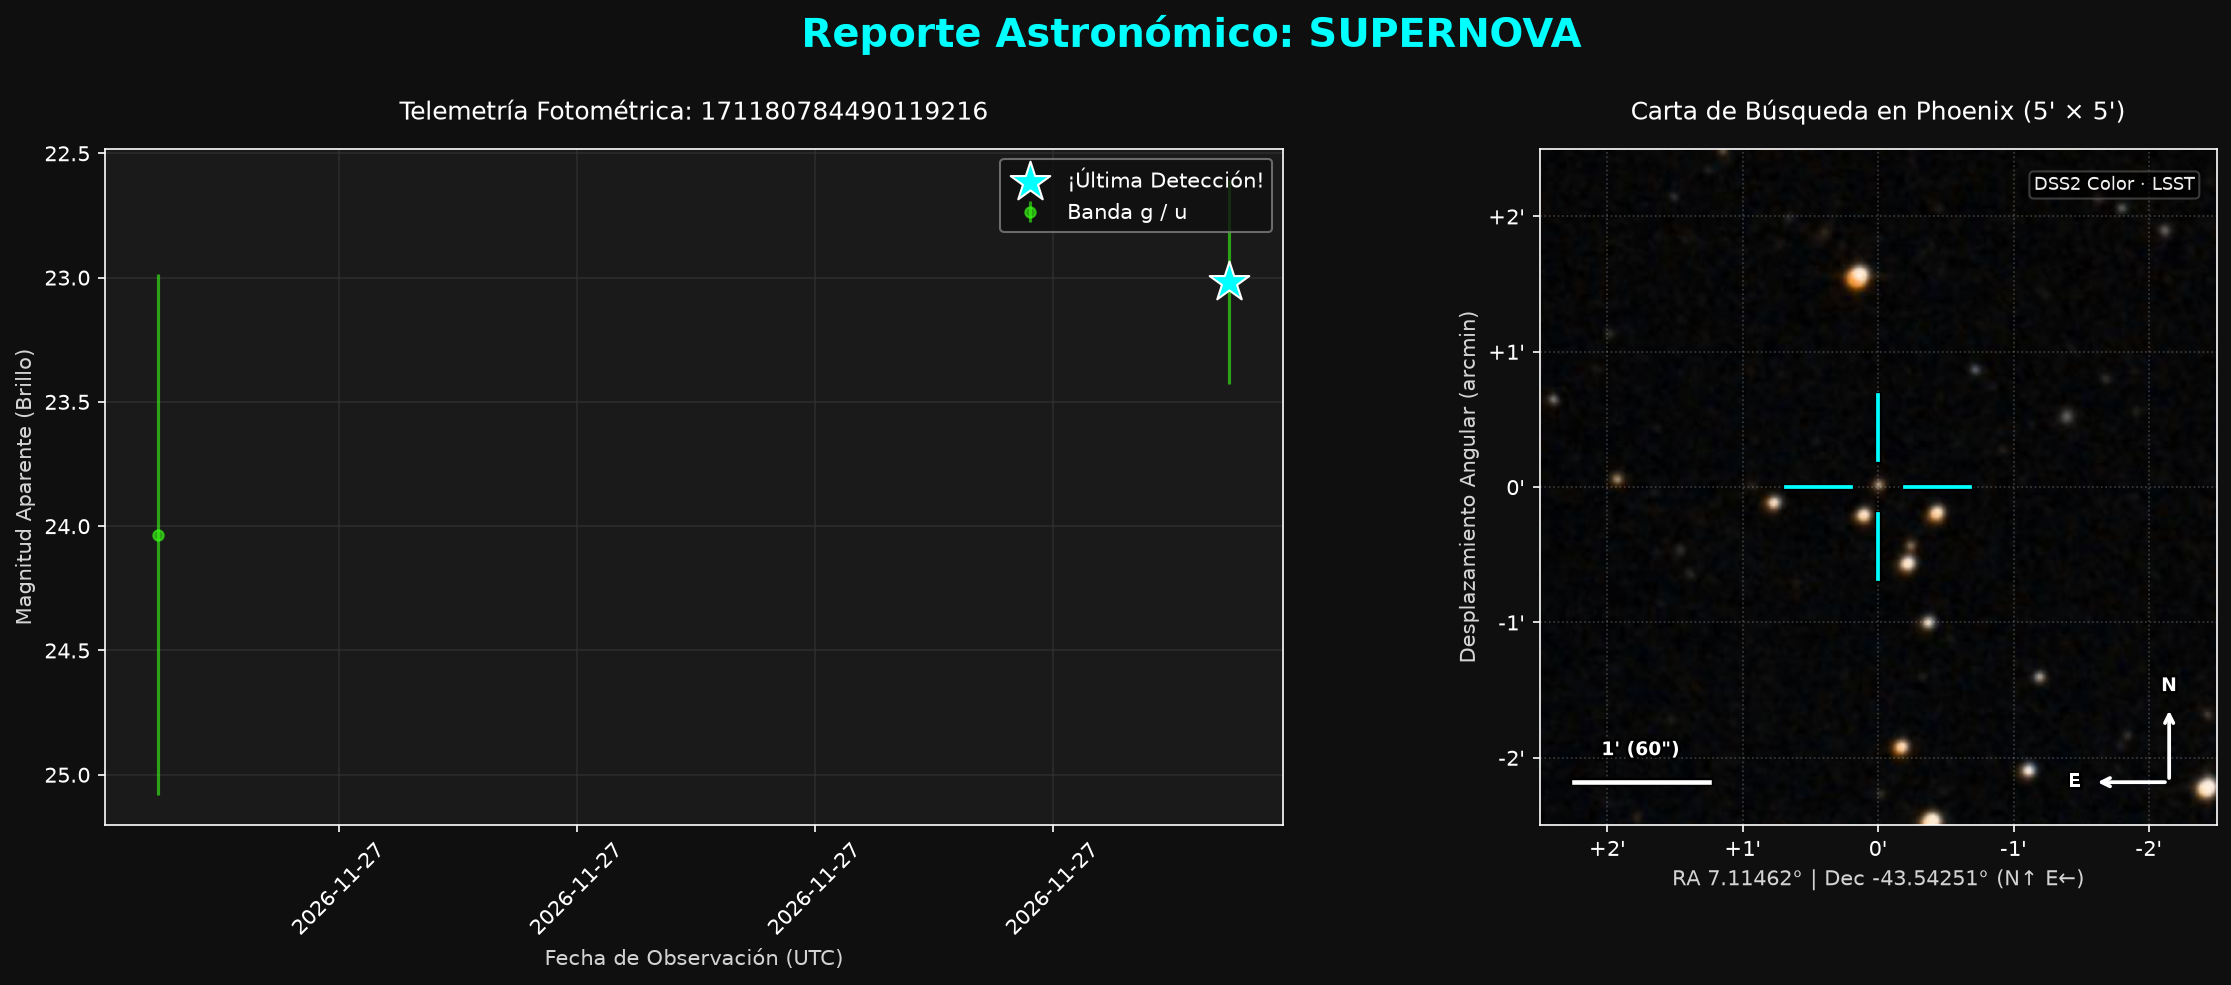 Reporte Astronómico: SUPERNOVA
Telemetría Fotométrica: 171180784490119216
Magnitud Aparente (Brillo)
22.5
23.0
23.5
24.0
24.5
25.0
¡Última Detección!
Banda g / u
2026-11-27
2026-11-27
2026-11-27
2026-11-27
Fecha de Observación (UTC)
Carta de Búsqueda en Phoenix (5' × 5')
Desplazamiento Angular (arcmin)
+2'
+1'
0'
-1'
-2'
DSS2 Color · LSST
1' (60")
N
E
+2'
+1'
0'
-1'
-2'
RA 7.11462° | Dec -43.54251° (N↑ E←)